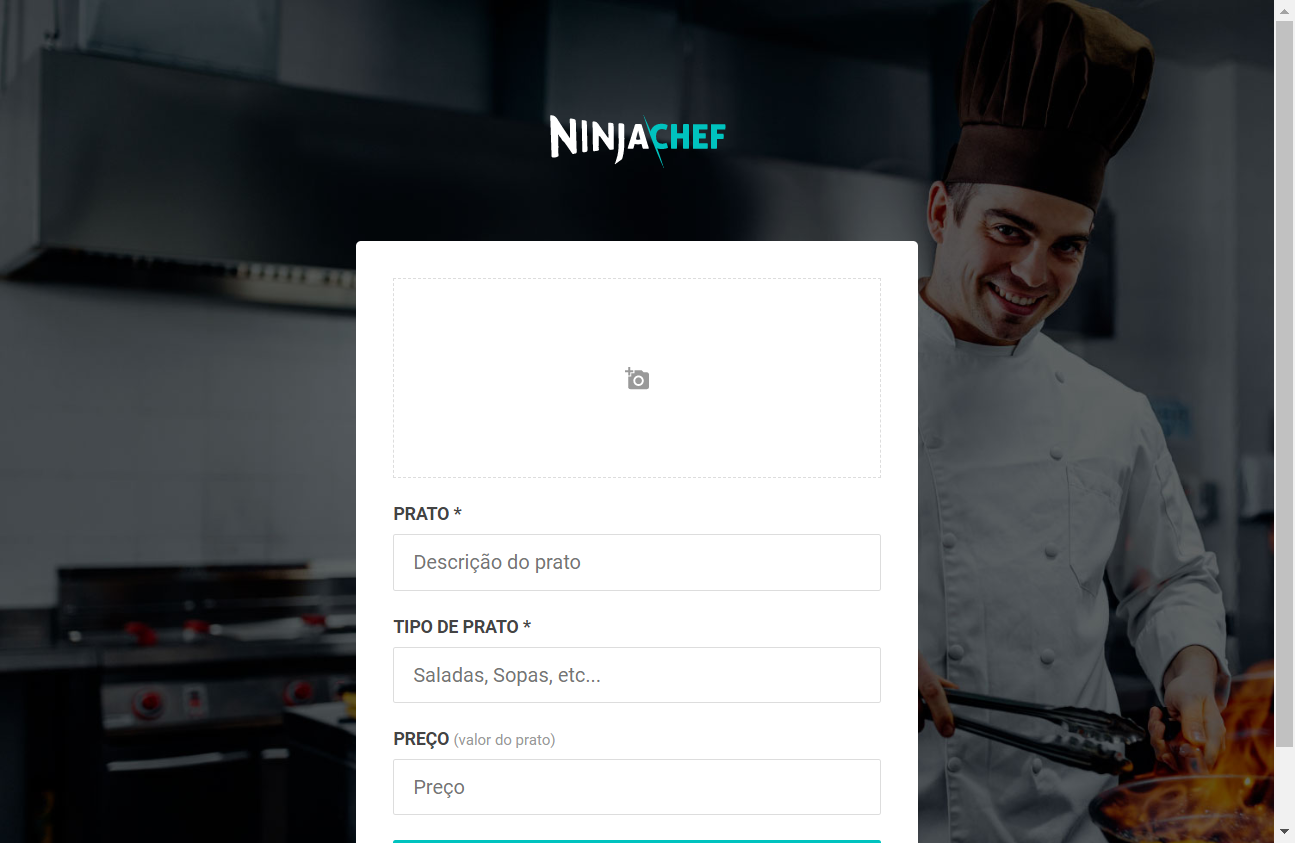 NINJACHEF
PRATO *
Descrição do prato
TIPO DE PRATO *
Saladas, Sopas, etc...
PREÇO (valor do prato)
Preço